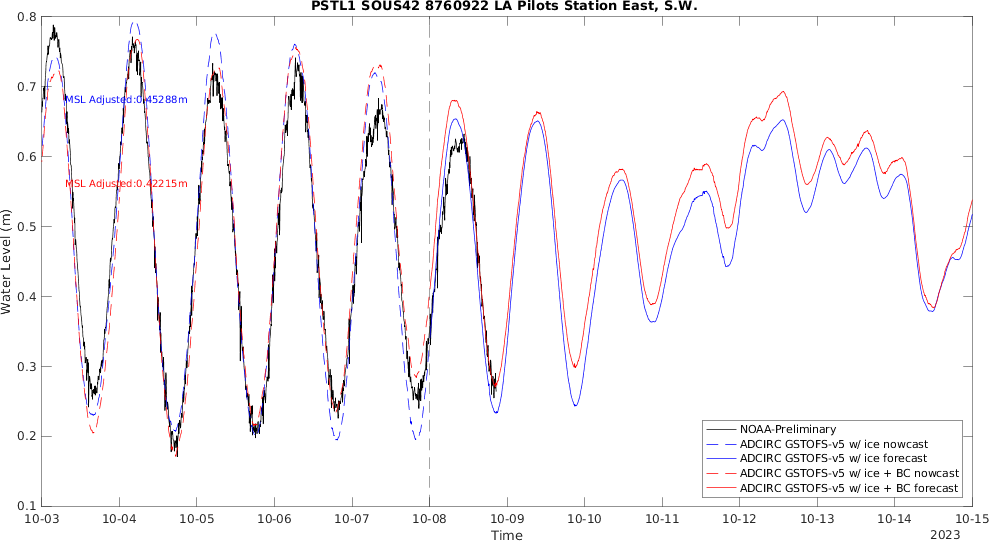 PSTL1 SOUS42 8760922 LA Pilots Station East, S.W.
0.8
0.7
0.6
0.5
0.4
0.3
0.2
0.1
Water Level (m)
MSL Adjusted:0.45288m
MSL Adjusted:0.42215m
NOAA-Preliminary
ADCIRC GSTOFS-v5 w/ ice nowcast
ADCIRC GSTOFS-v5 w/ ice forecast
ADCIRC GSTOFS-v5 w/ ice + BC nowcast
ADCIRC GSTOFS-v5 w/ ice + BC forecast
10-03 10-04 10-05 10-06 10-07 10-08 10-09 10-10 10-11 10-12 10-13 10-14 10-15
Time
2023